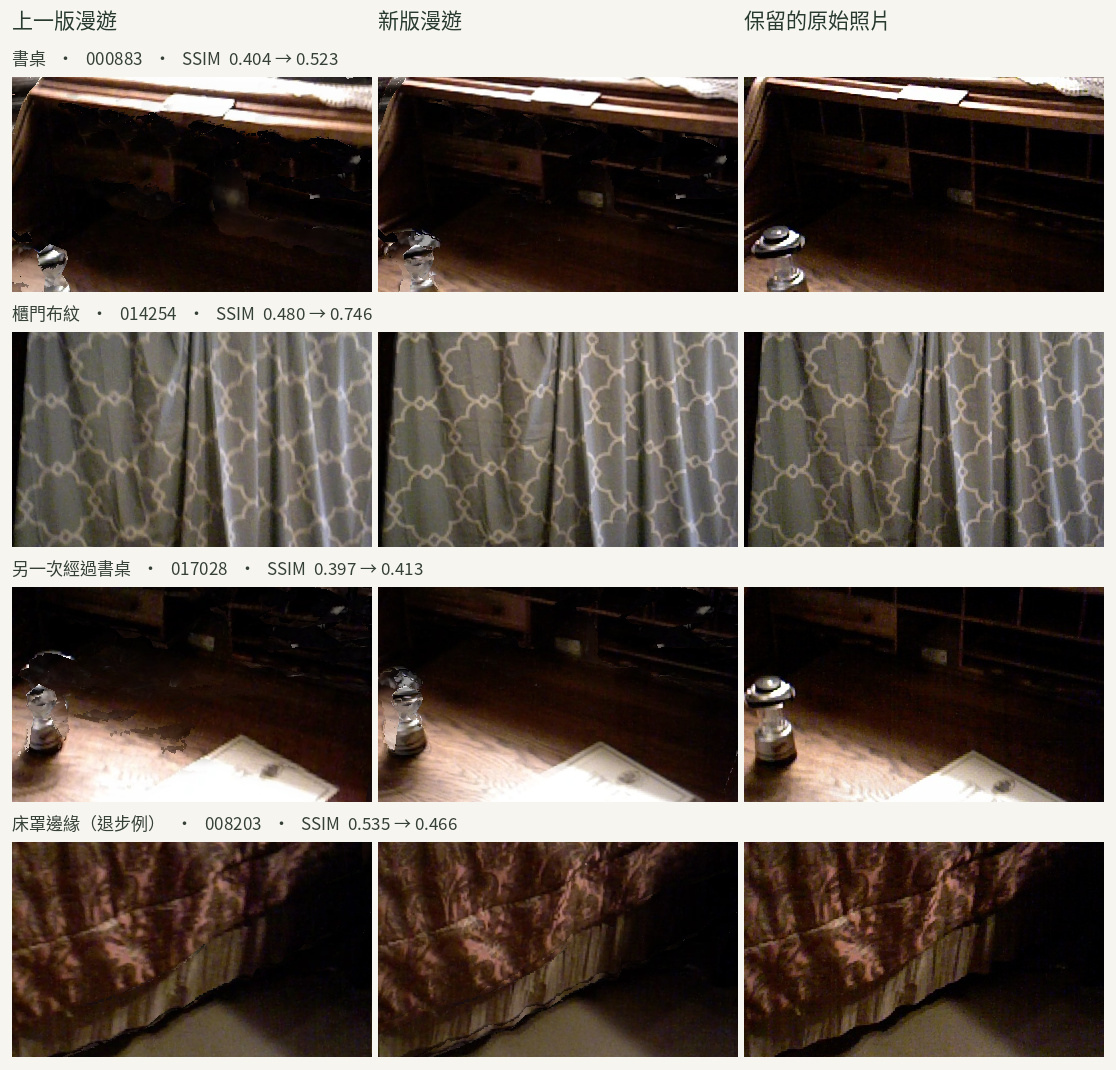 上一版漫遊
新版漫遊
保留的原始照片
書桌 · 000883 · SSIM 0.404 → 0.523
櫃門布紋 · 014254 · SSIM 0.480 → 0.746
另一次經過書桌 · 017028 · SSIM 0.397 → 0.413
床罩邊緣（退步例） · 008203 · SSIM 0.535 → 0.466